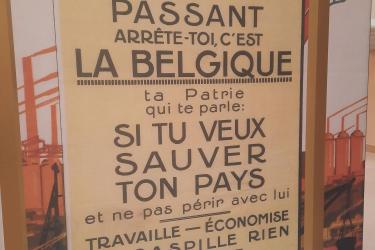 PASSANT
ARRÊTE-TOI, C'EST
LA BELGIQUE
ta Patrie
qui te parle:
SI TU VEUX
SAUVER
TON PAYS
et ne pas périr avec lui
TRAVAILLE — ÉCONOMISE
GASPILLE RIEN